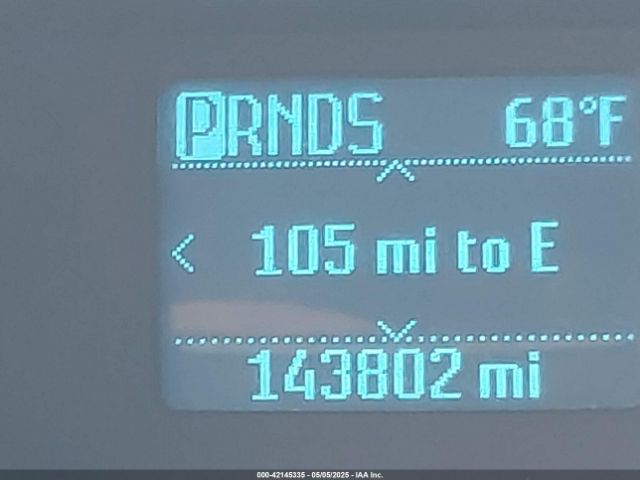 PRNDS 68°F
< 105 mi to E
143802 mi
000-42145335 - 05/05/2025 - IAA Inc.